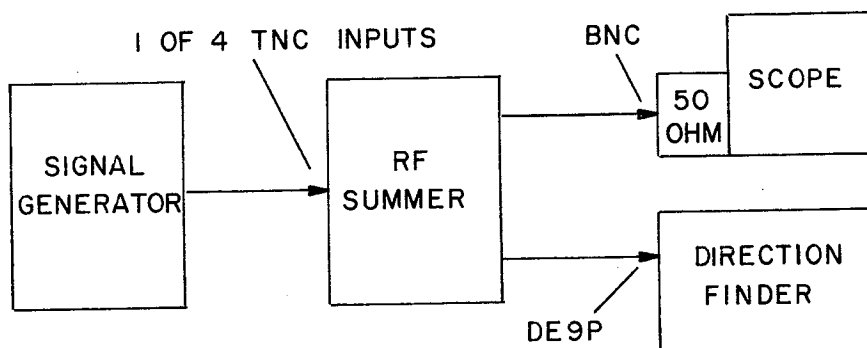 1 OF 4 TNC INPUTS
BNC
SIGNAL
GENERATOR
RF
SUMMER
50
OHM
SCOPE
DIRECTION
FINDER
DE9P